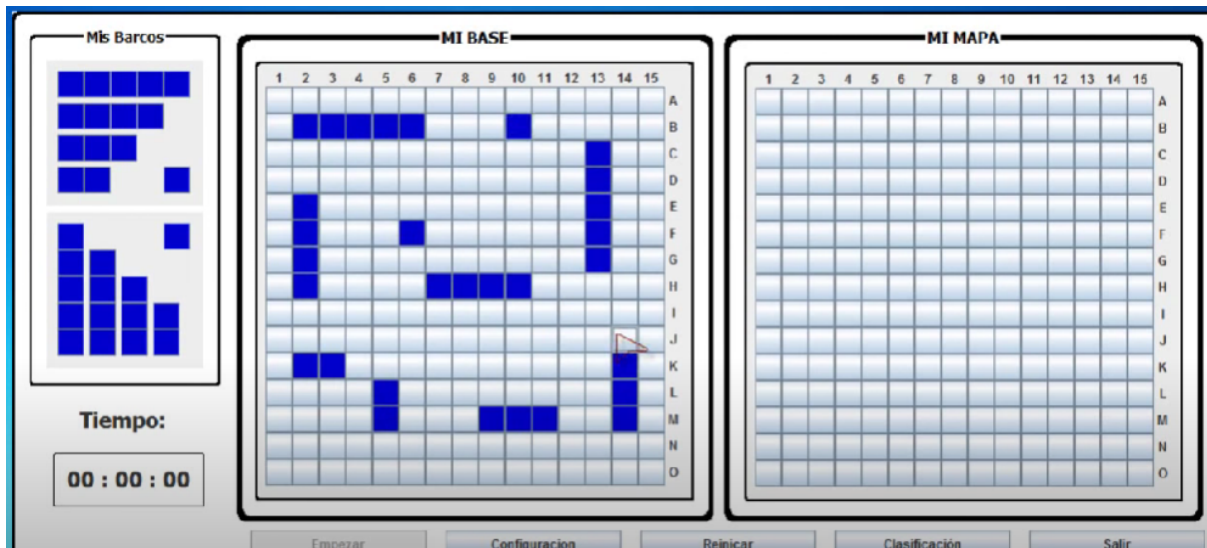 Mis Barcos
MI BASE
MI MAPA
1 2 3 4 5 6 7 8 9 10 11 12 13 14 15
1 2 3 4 5 6 7 8 9 10 11 12 13 14 15
A A
B B
C C
D D
E E
F F
G G
H H
I I
J J
K K
L L
M M
N N
O O
Tiempo:
00 : 00 : 00
Empezar
Configuracion
Reinicar
Clasificación
Salir